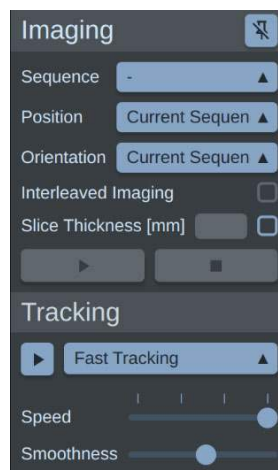 Imaging
Sequence -
Position Current Sequen
Orientation Current Sequen
Interleaved Imaging
Slice Thickness [mm]
Tracking
Fast Tracking
Speed
Smoothness